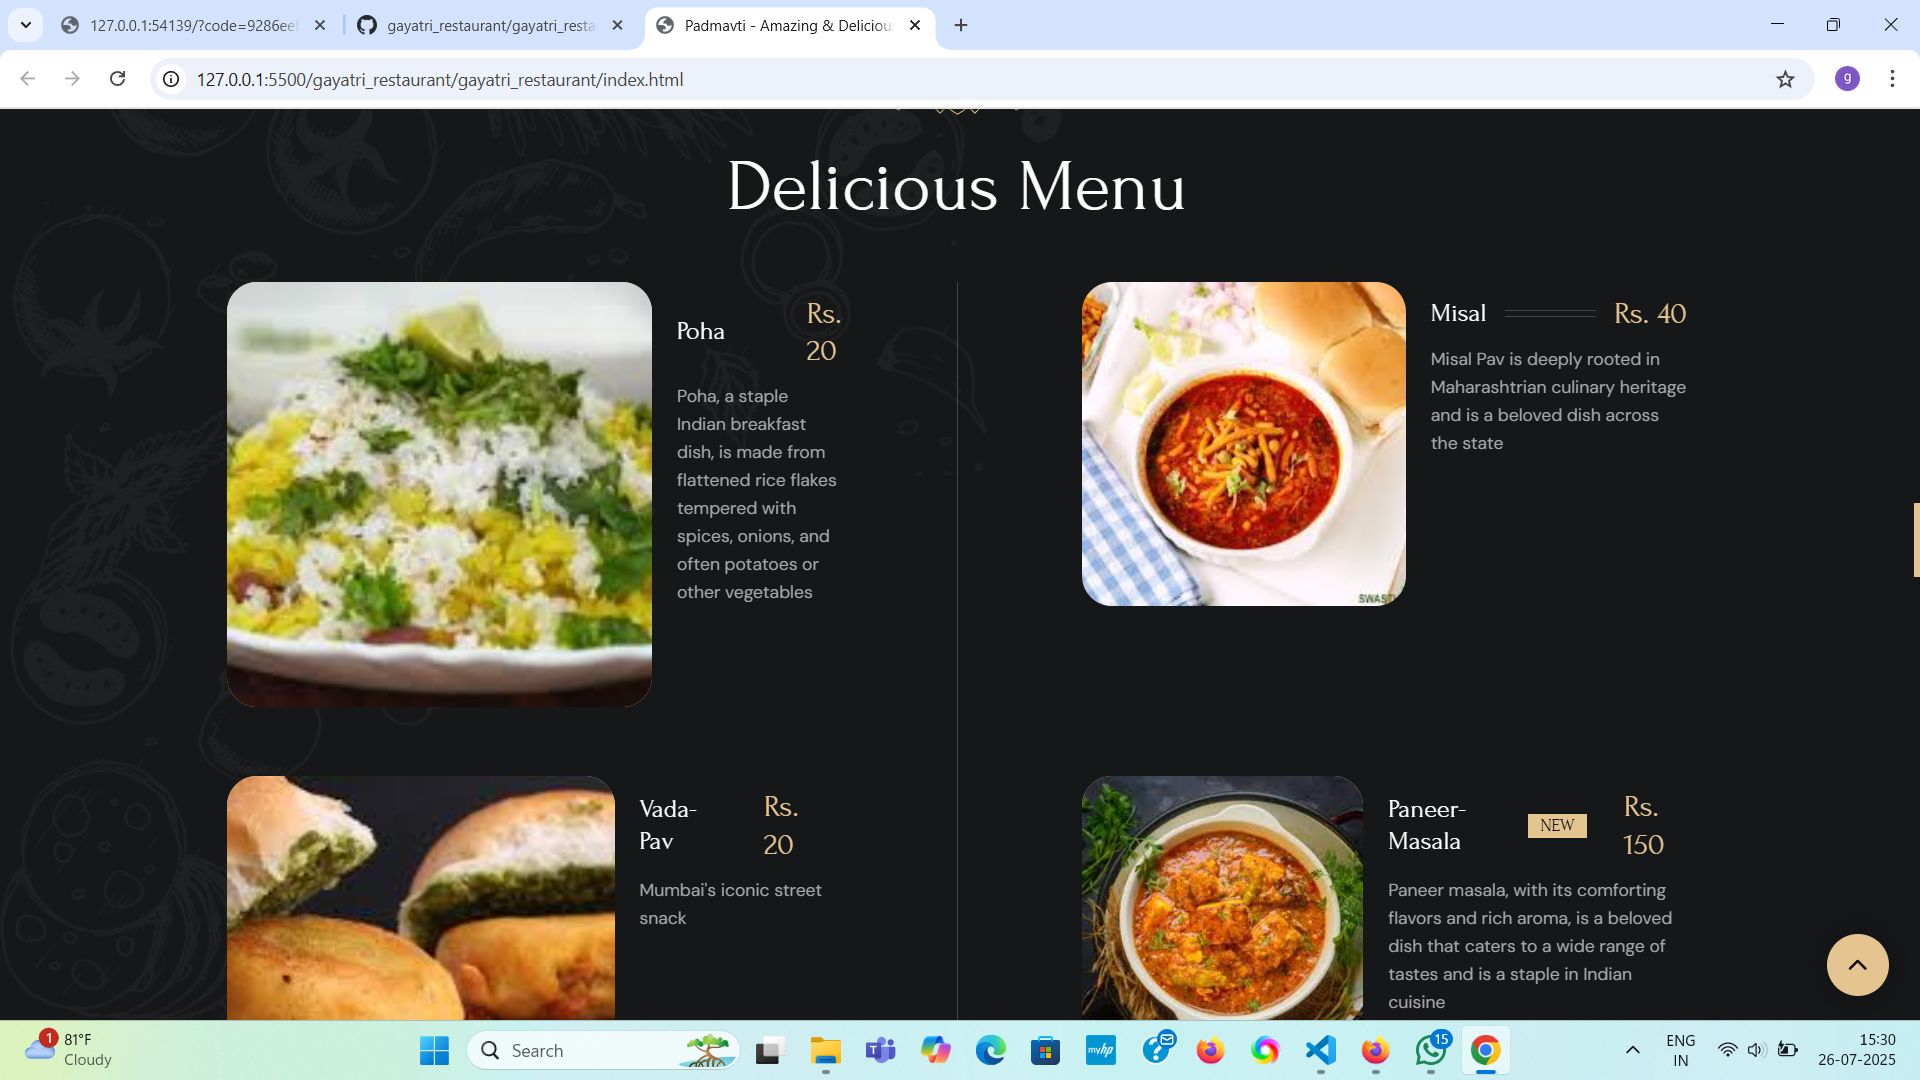 127.0.0.1:54139/?code=9286eel
gayatri_restaurant/gayatri_resta
Padmavti - Amazing & Deliciou
127.0.0.1:5500/gayatri_restaurant/gayatri_restaurant/index.html
g
Delicious Menu
Poha
Rs.
20
Poha, a staple
Indian breakfast
dish, is made from
flattened rice flakes
tempered with
spices, onions, and
often potatoes or
other vegetables
Misal
Rs. 40
Misal Pav is deeply rooted in
Maharashtrian culinary heritage
and is a beloved dish across
the state
SWASTI
Vada-
Pav
Rs.
20
Mumbai's iconic street
snack
Paneer-
Masala
NEW
Rs.
150
Paneer masala, with its comforting
flavors and rich aroma, is a beloved
dish that caters to a wide range of
tastes and is a staple in Indian
cuisine
1
81°F
Cloudy
Search
myhp
15
ENG
IN
15:30
26-07-2025